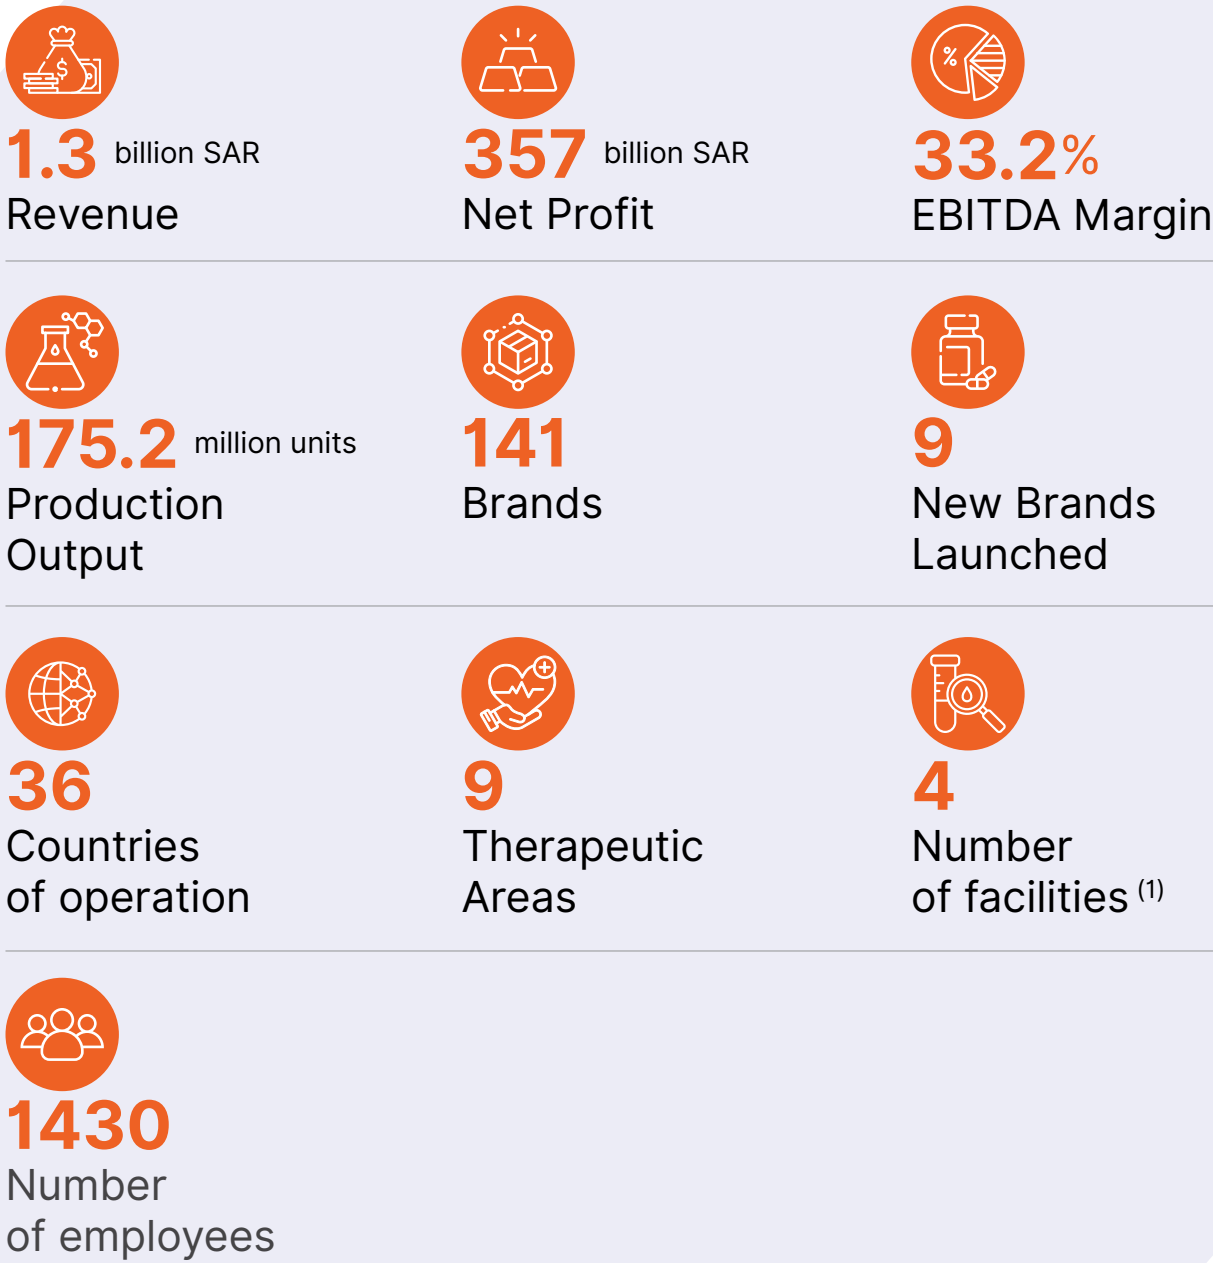 1.3 billion SAR
Revenue
357 billion SAR
Net Profit
33.2%
EBITDA Margin
175.2 million units
Production
Output
141
Brands
9
New Brands
Launched
36
Countries
of operation
9
Therapeutic
Areas
4
Number
of facilities (1)
1430
Number
of employees